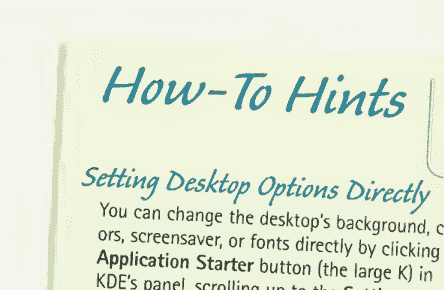 How-To Hints
Setting Desktop Options Directly
You can change the desktop's background, c
ors, screensaver, or fonts directly by clicking
Application Starter button (the large K) in
KDE's panel, scrolling up to the